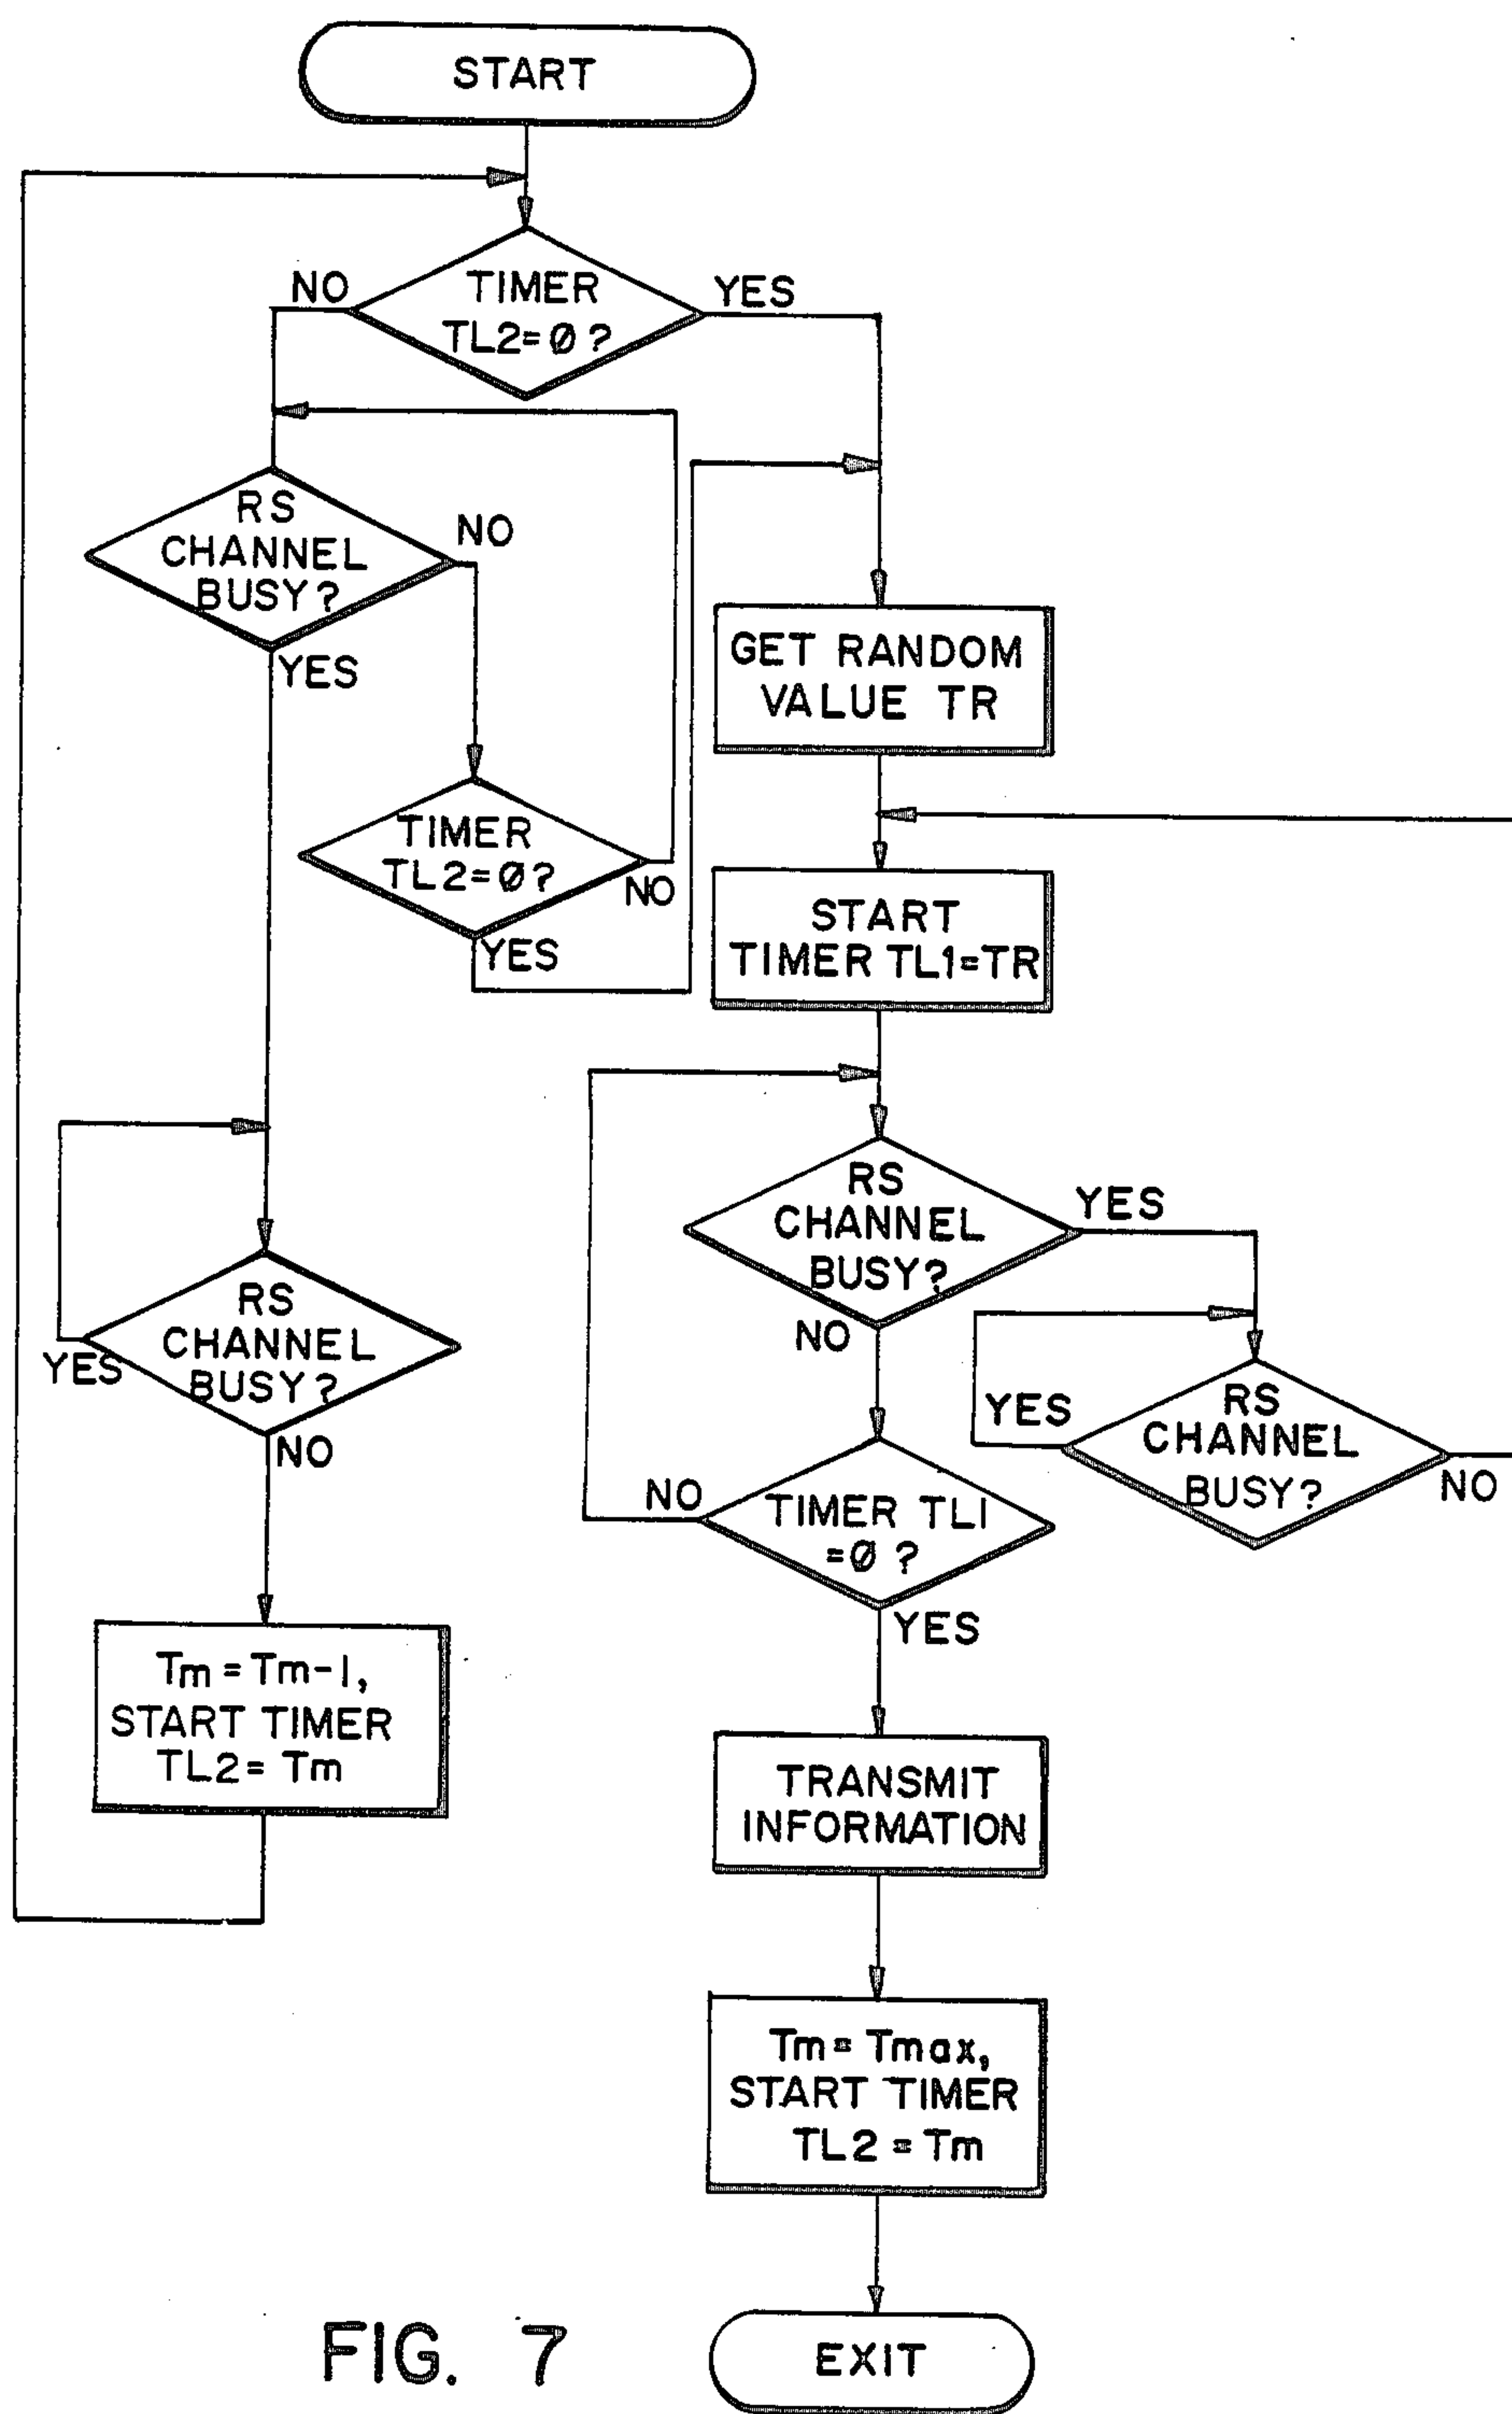 START
NO
TIMER
TL2=Ø?
YES
RS
CHANNEL
BUSY?
NO
YES
TIMER
TL2=Ø?
NO
YES
RS
CHANNEL
BUSY?
YES
NO
Tm=Tm-1,
START TIMER
TL2=Tm
GET RANDOM
VALUE TR
START
TIMER TL1=TR
RS
CHANNEL
BUSY?
YES
NO
RS
CHANNEL
BUSY?
YES
NO
TIMER TL1
=Ø?
NO
YES
TRANSMIT
INFORMATION
Tm=Tmax,
START TIMER
TL2=Tm
EXIT
FIG. 7